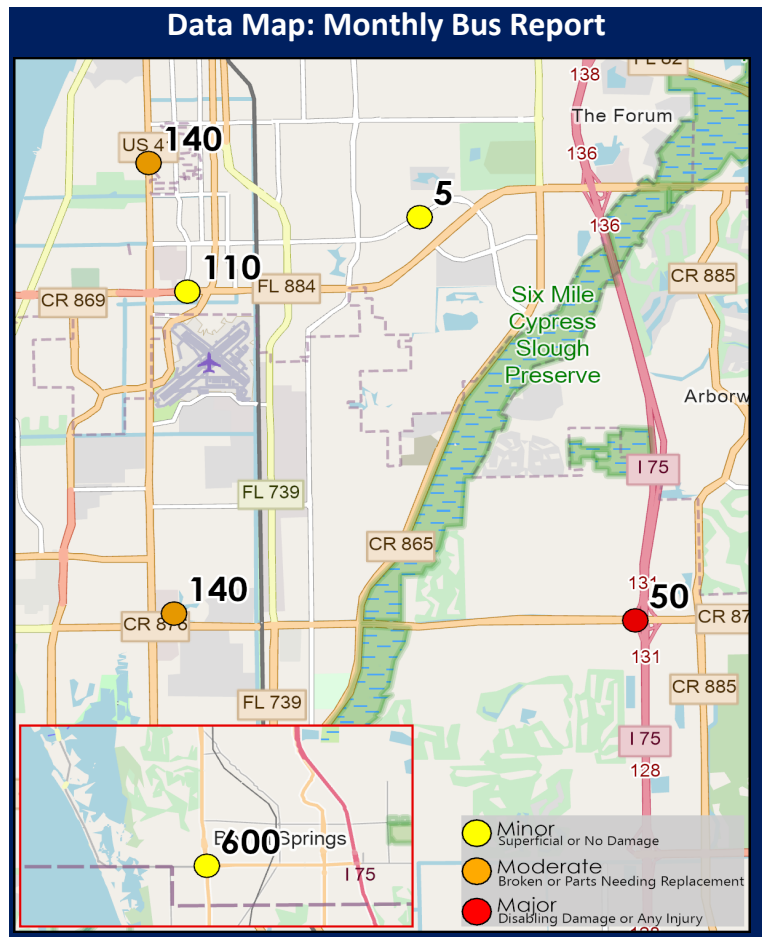 Data Map: Monthly Bus Report
138
The Forum
US 4
140
136
5
136
110
CR 869
FL 884
CR 885
Six Mile
Cypress
Slough
Preserve
Arborw
I 75
FL 739
CR 865
131
140
50
CR 876
CR 87
131
CR 885
FL 739
I 75
128
600
Springs
I 75
Minor
Superficial or No Damage
Moderate
Broken or Parts Needing Replacement
Major
Disabling Damage or Any Injury